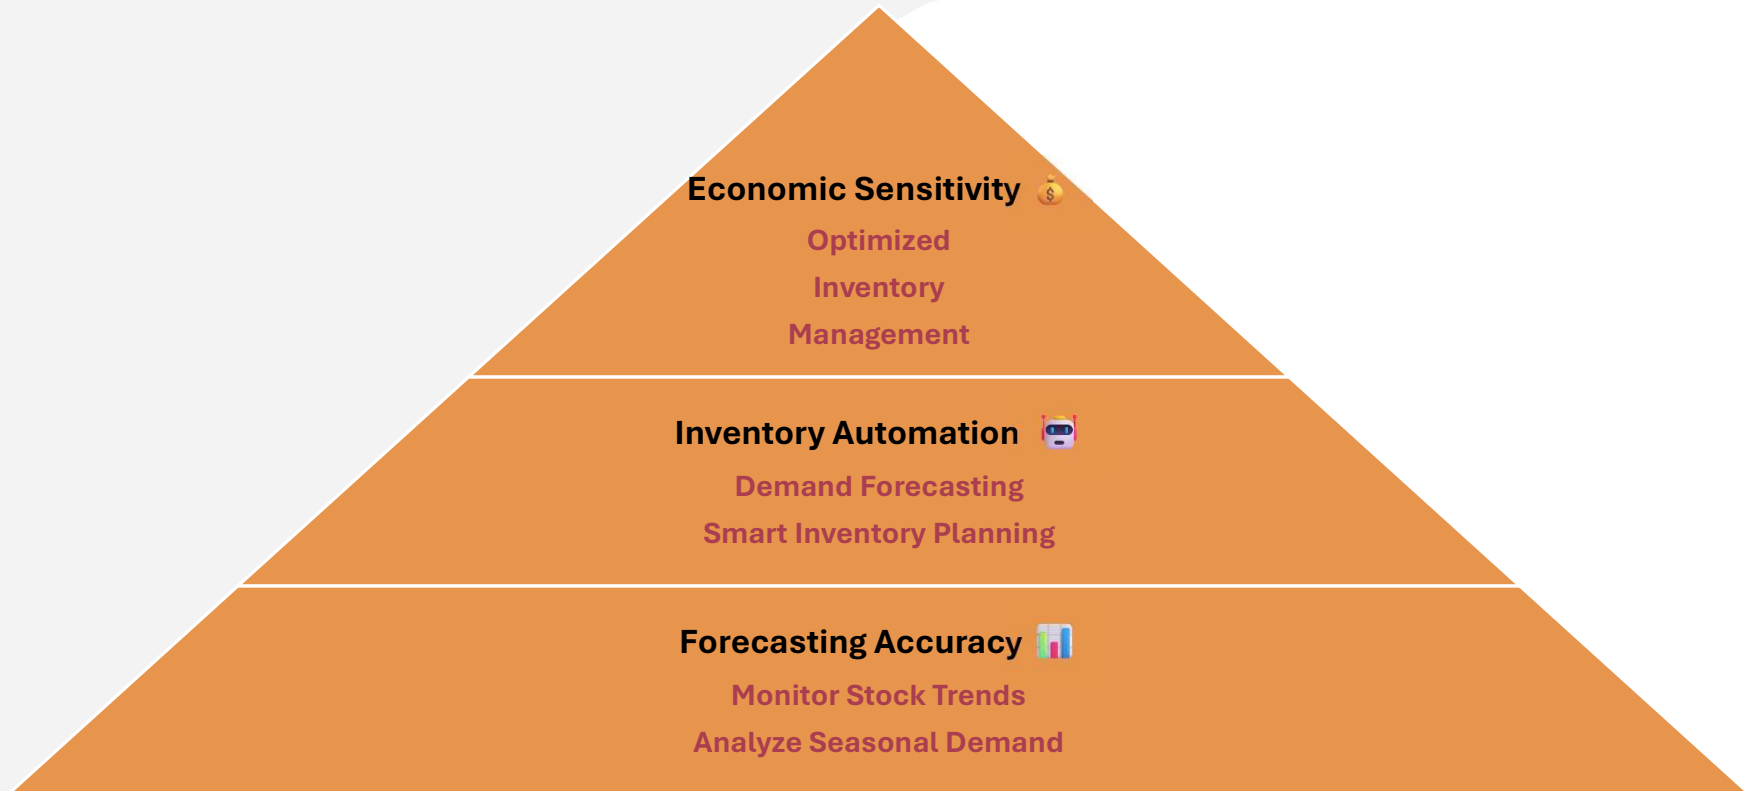 Economic Sensitivity 💰
Optimized
Inventory
Management
Inventory Automation 🤖
Demand Forecasting
Smart Inventory Planning
Forecasting Accuracy 📊
Monitor Stock Trends
Analyze Seasonal Demand